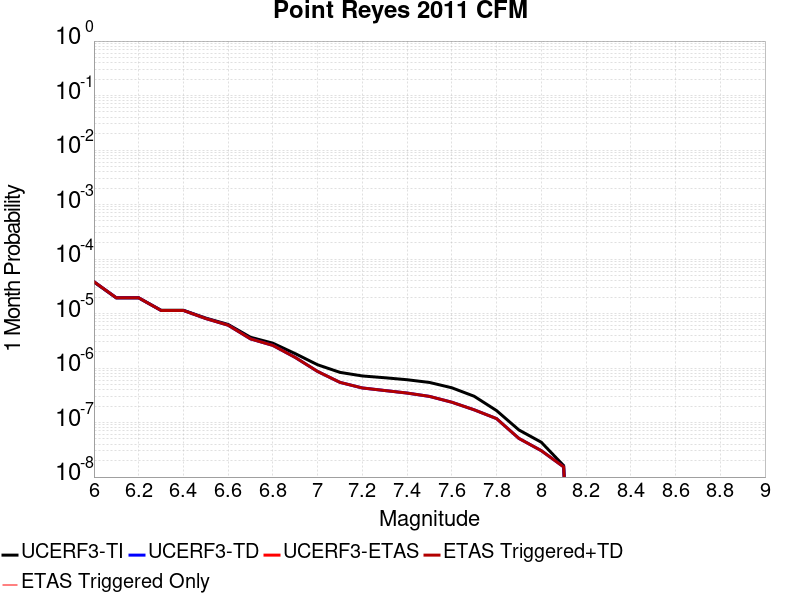 Point Reyes 2011 CFM
1 Month Probability
10^0
10^-1
10^-2
10^-3
10^-4
10^-5
10^-6
10^-7
10^-8
6 6.2 6.4 6.6 6.8 7 7.2 7.4 7.6 7.8 8 8.2 8.4 8.6 8.8 9
Magnitude
UCERF3-TI UCERF3-TD UCERF3-ETAS ETAS Triggered+TD
ETAS Triggered Only